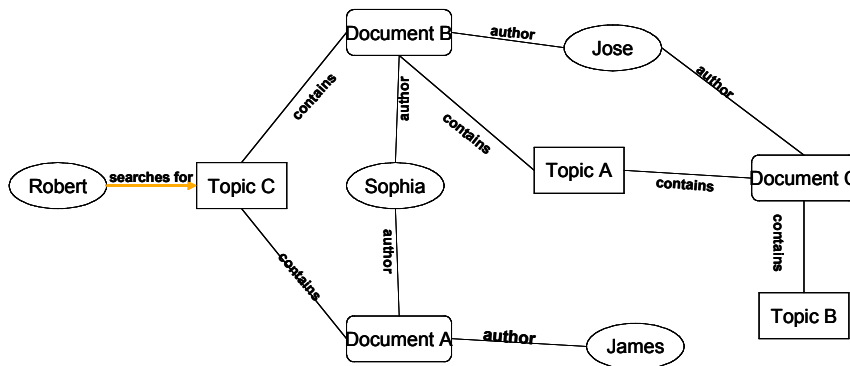 Document B
author
Jose
contains
author
author
contains
Robert
searches for
Topic C
Sophia
Topic A
contains
Document C
contains
author
contains
Topic B
Document A
author
James